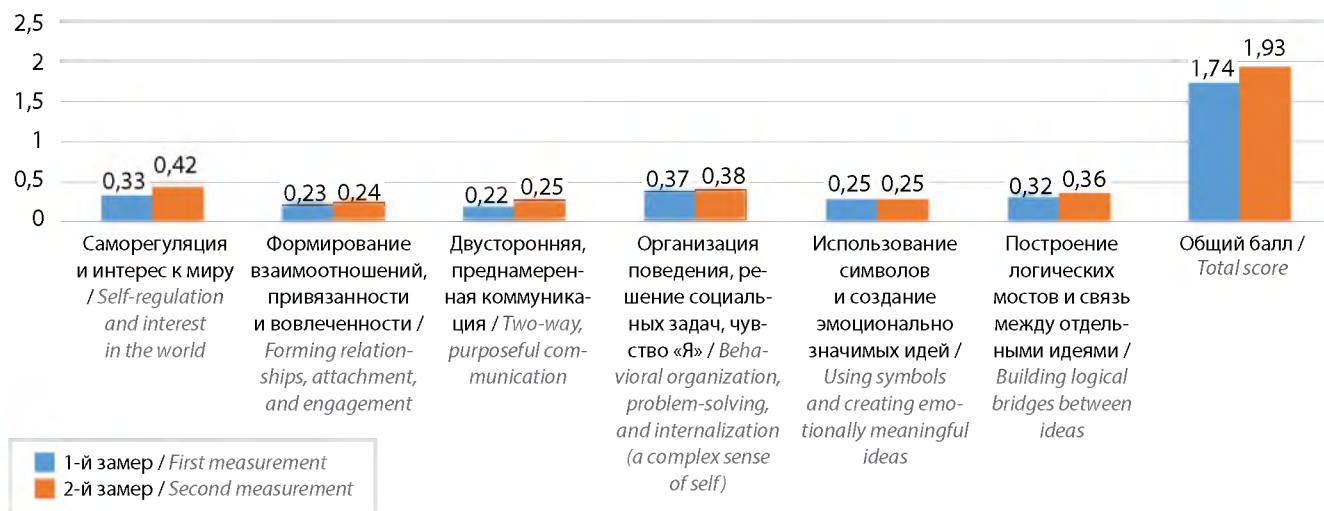 2,5
2
1,5
1
0,5
0
0,33 0,42
0,23 0,24
0,22 0,25
0,37 0,38
0,25 0,25
0,32 0,36
1,74 1,93
Саморегуляция
и интерес к миру
/ Self-regulation
and interest
in the world
Формирование
взаимоотношений,
привязанности
и вовлеченности /
Forming relation-
ships, attachment,
and engagement
Двусторонняя,
преднамерен-
ная коммуника-
ция / Two-way,
purposeful com-
munication
Организация
поведения, ре-
шение социаль-
ных задач, чув-
ство «Я» / Beha-
vioral organization,
problem-solving,
and internalization
(a complex sense
of self)
Использование
символов
и создание
эмоционально
значимых идей /
Using symbols
and creating emo-
tionally meaningful
ideas
Построение
логических
мостов и связь
между отдель-
ными идеями /
Building logical
bridges between
ideas
Общий балл /
Total score
1-й замер / First measurement
2-й замер / Second measurement